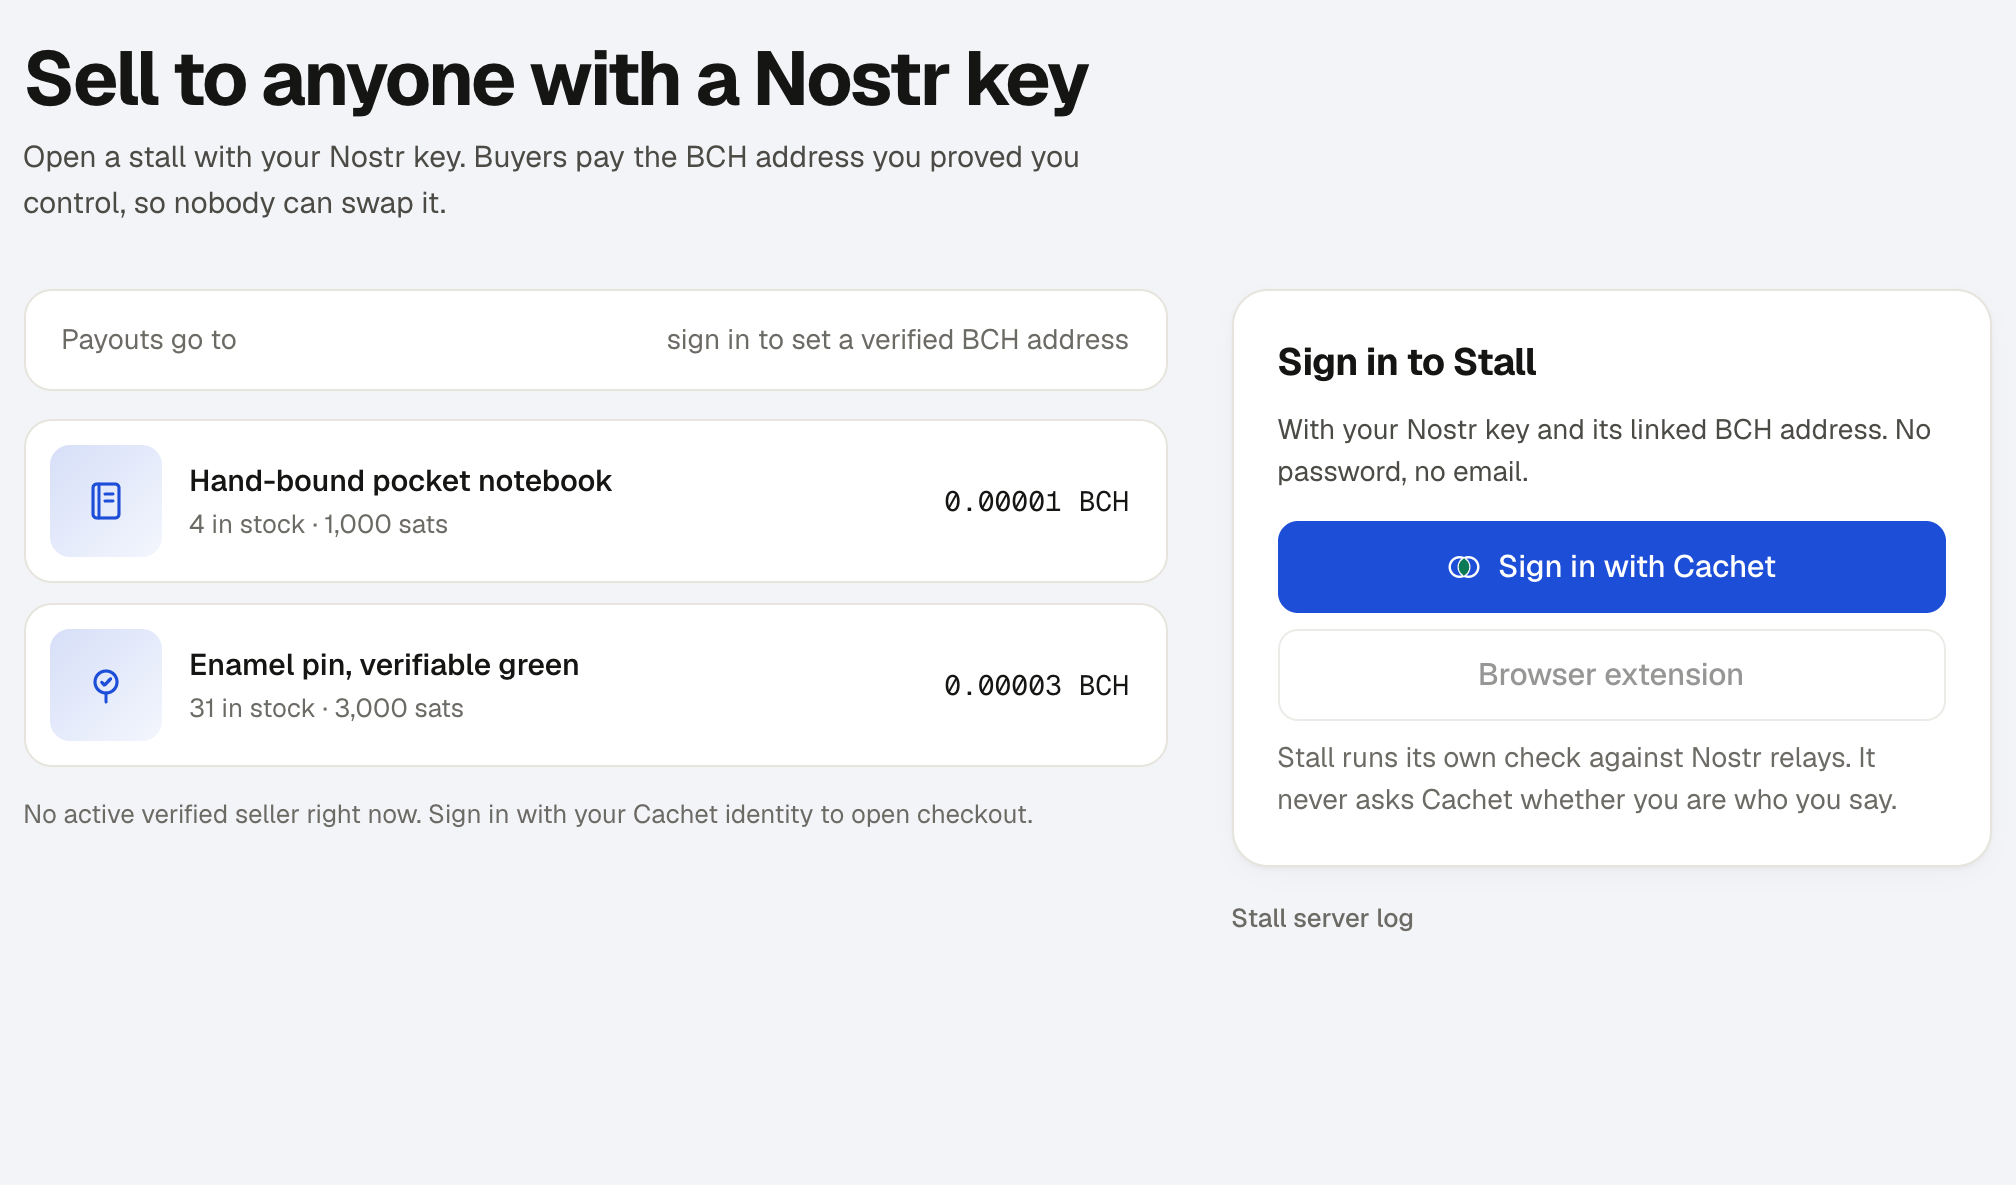 Sell to anyone with a Nostr key
Open a stall with your Nostr key. Buyers pay the BCH address you proved you
control, so nobody can swap it.
Payouts go to
sign in to set a verified BCH address
Hand-bound pocket notebook
4 in stock · 1,000 sats
0.00001 BCH
Enamel pin, verifiable green
31 in stock · 3,000 sats
0.00003 BCH
No active verified seller right now. Sign in with your Cachet identity to open checkout.
Sign in to Stall
With your Nostr key and its linked BCH address. No
password, no email.
Sign in with Cachet
Browser extension
Stall runs its own check against Nostr relays. It
never asks Cachet whether you are who you say.
Stall server log